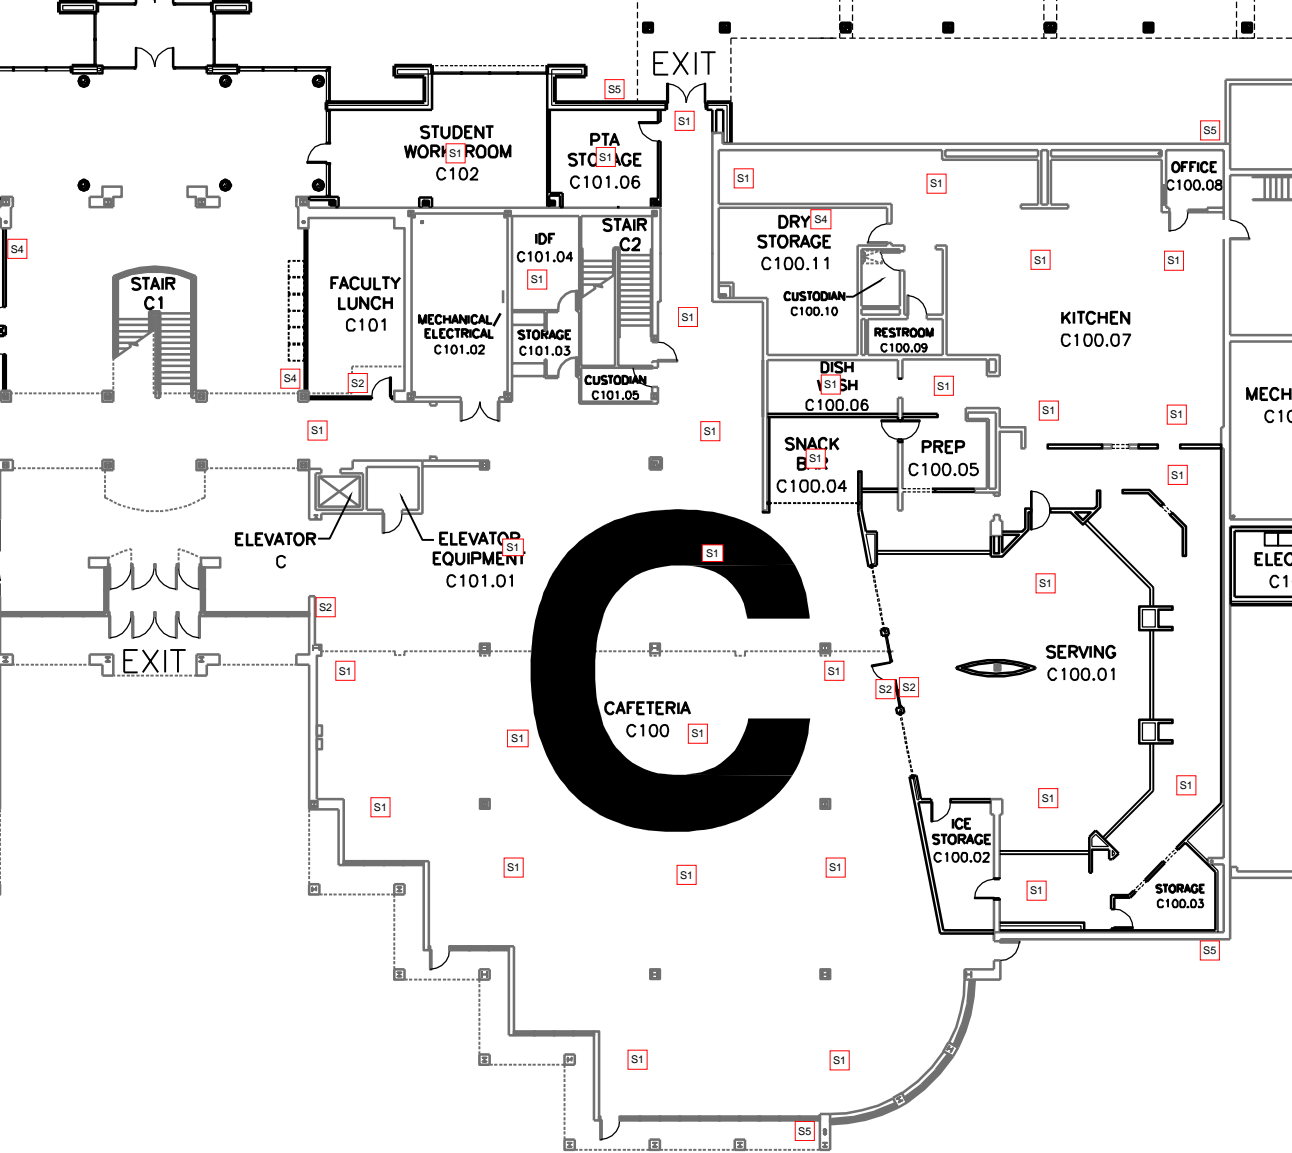 EXIT
S5
S1
S5
STUDENT
WORKROOM
S1
C102
PTA
STORAGE
S1
C101.06
S1
S1
OFFICE
C100.08
S4
S4
DRY
STORAGE
C100.11
STAIR
C2
IDF
C101.04
S1
S1
S1
STAIR
C1
FACULTY
LUNCH
C101
CUSTODIAN
C100.10
MECHANICAL/
ELECTRICAL
C101.02
S1
STORAGE
C101.03
RESTROOM
C100.09
KITCHEN
C100.07
S4
S2
CUSTODIAN
C101.05
DISH
WASH
S1
C100.06
S1
MECH
C10
S1
S1
S1
S1
SNACK
BAR
S1
C100.04
PREP
C100.05
S1
ELEVATOR
C
ELEVATOR
EQUIPMENT
S1
C101.01
S1
C
ELEC
C1
S1
S2
EXIT
S1
S1
SERVING
C100.01
S2
S2
CAFETERIA
C100
S1
S1
S1
S1
S1
ICE
STORAGE
C100.02
S1
S1
S1
S1
STORAGE
C100.03
S5
S1
S1
S5